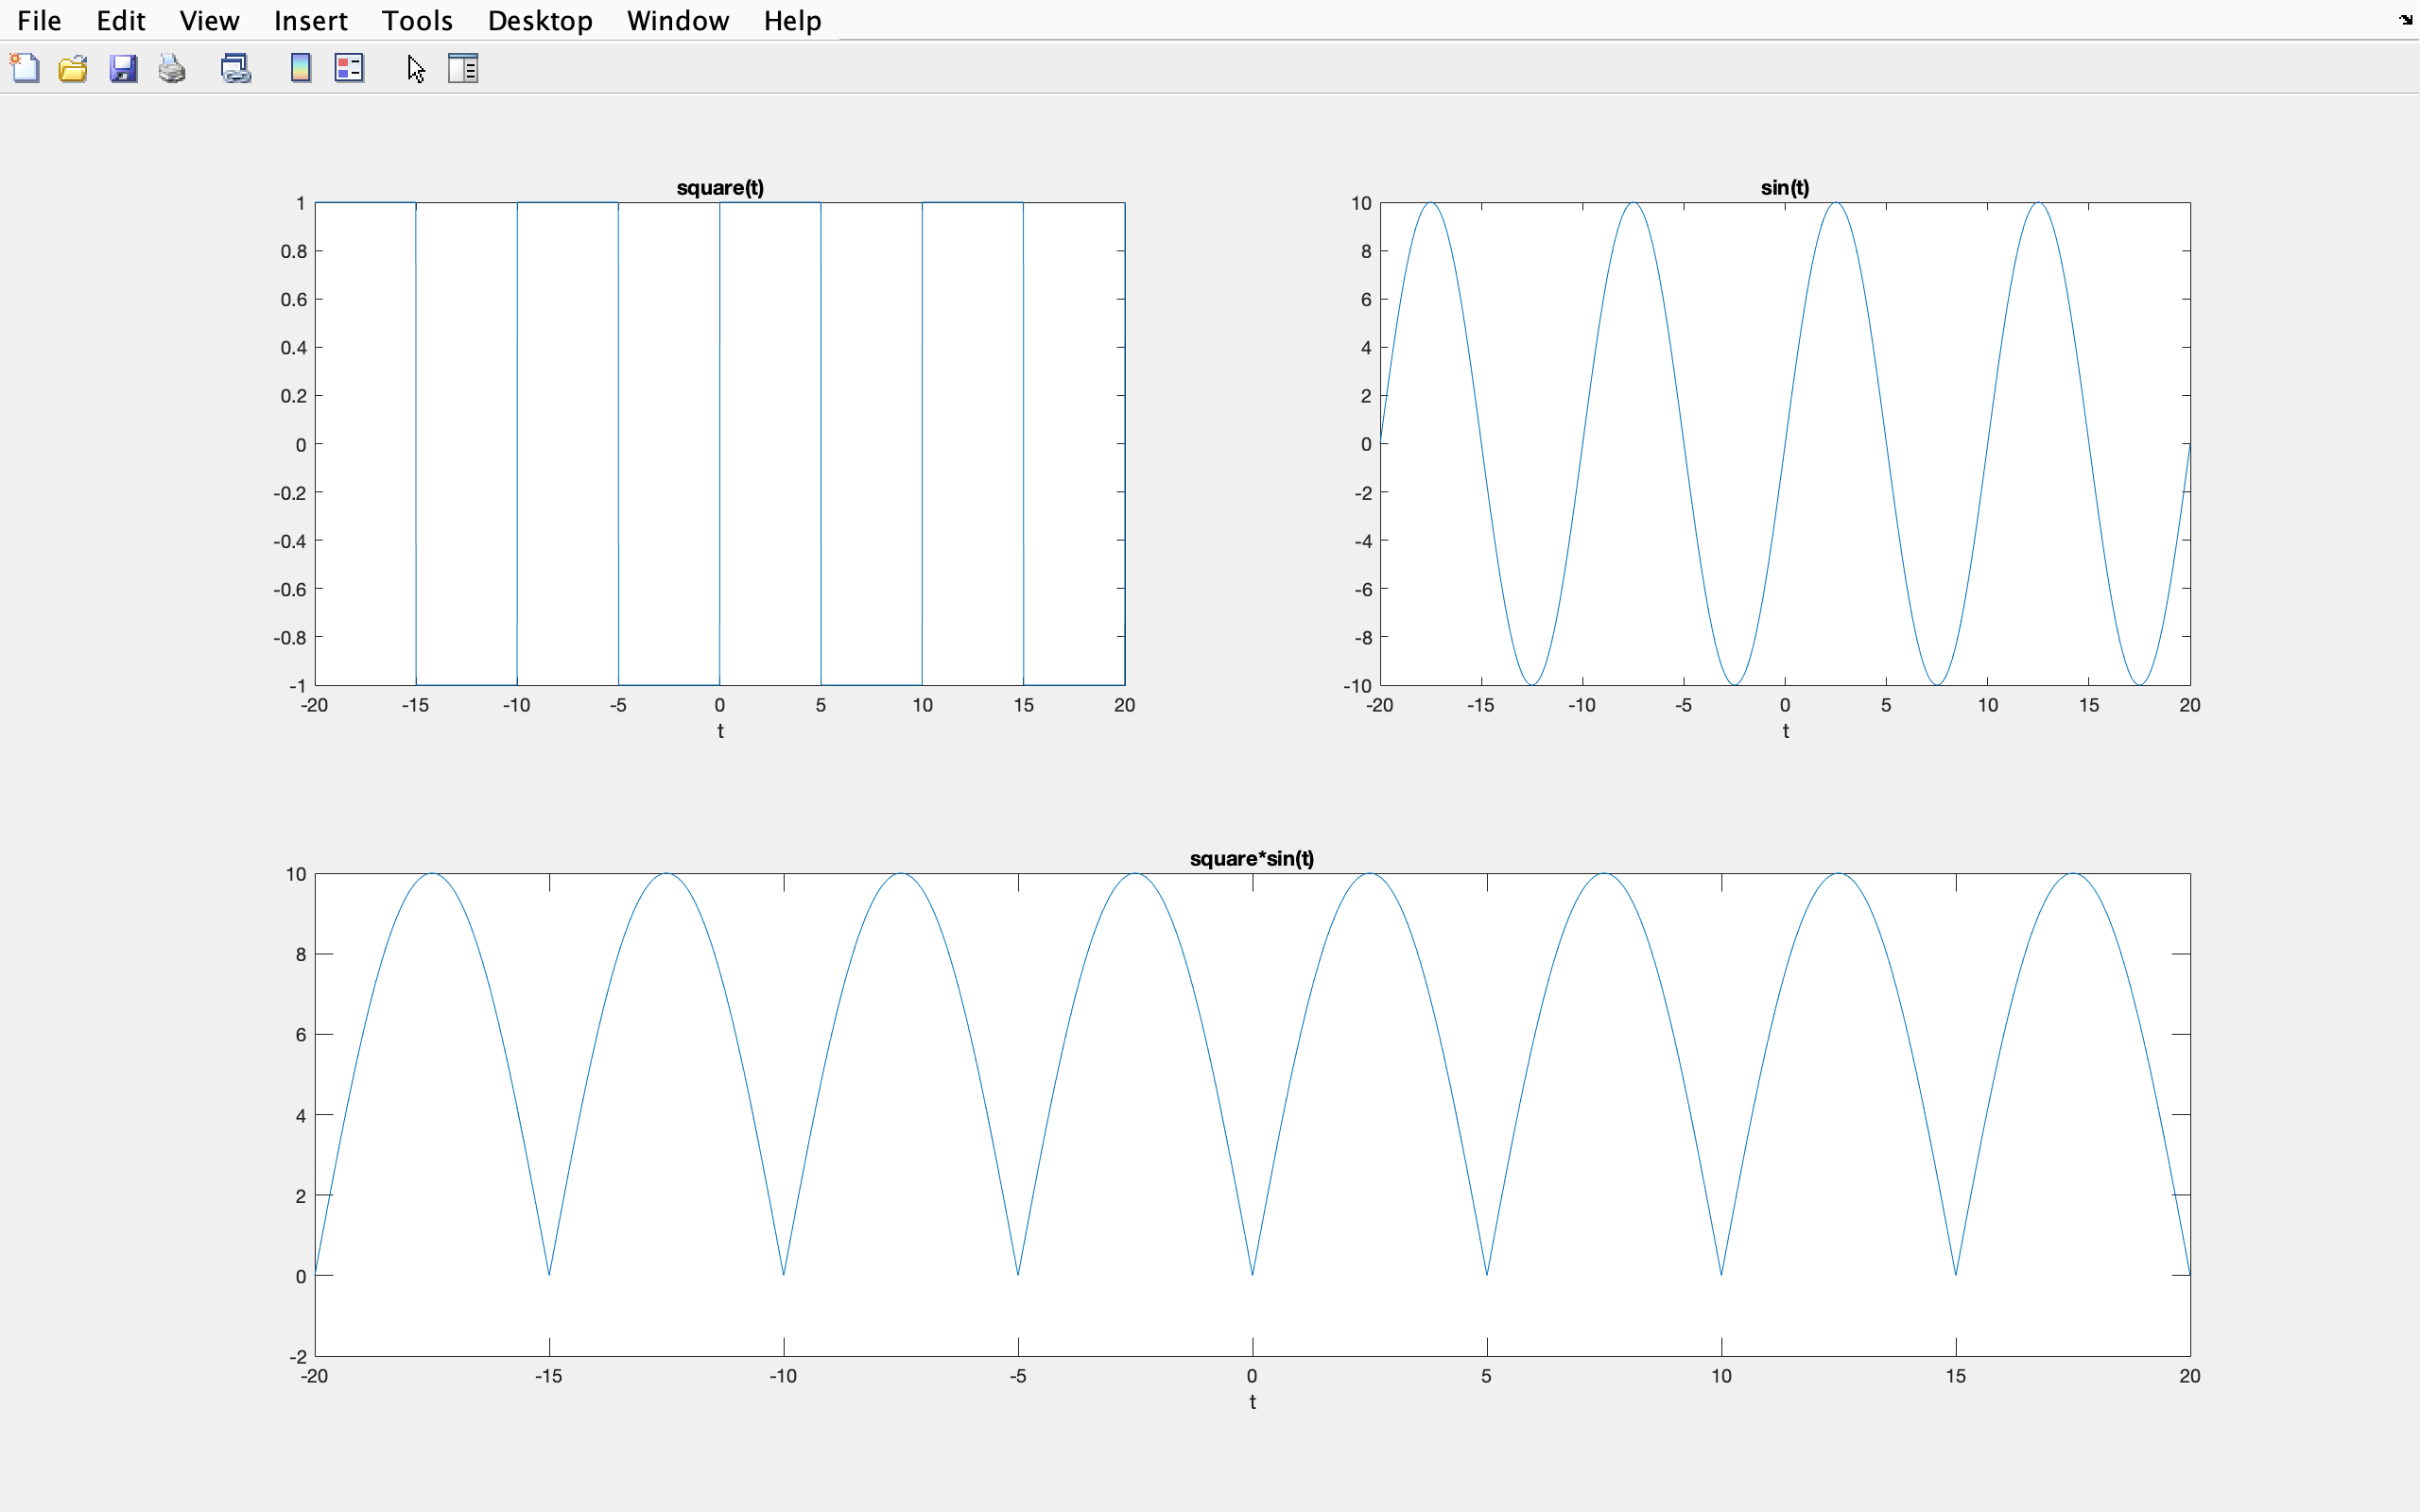 File Edit View Insert Tools Desktop Window Help
square(t)
1
0.8
0.6
0.4
0.2
0
-0.2
-0.4
-0.6
-0.8
-1
-20 -15 -10 -5 0 5 10 15 20
t
sin(t)
10
8
6
4
2
0
-2
-4
-6
-8
-10
-20 -15 -10 -5 0 5 10 15 20
t
square*sin(t)
10
8
6
4
2
0
-2
-20 -15 -10 -5 0 5 10 15 20
t